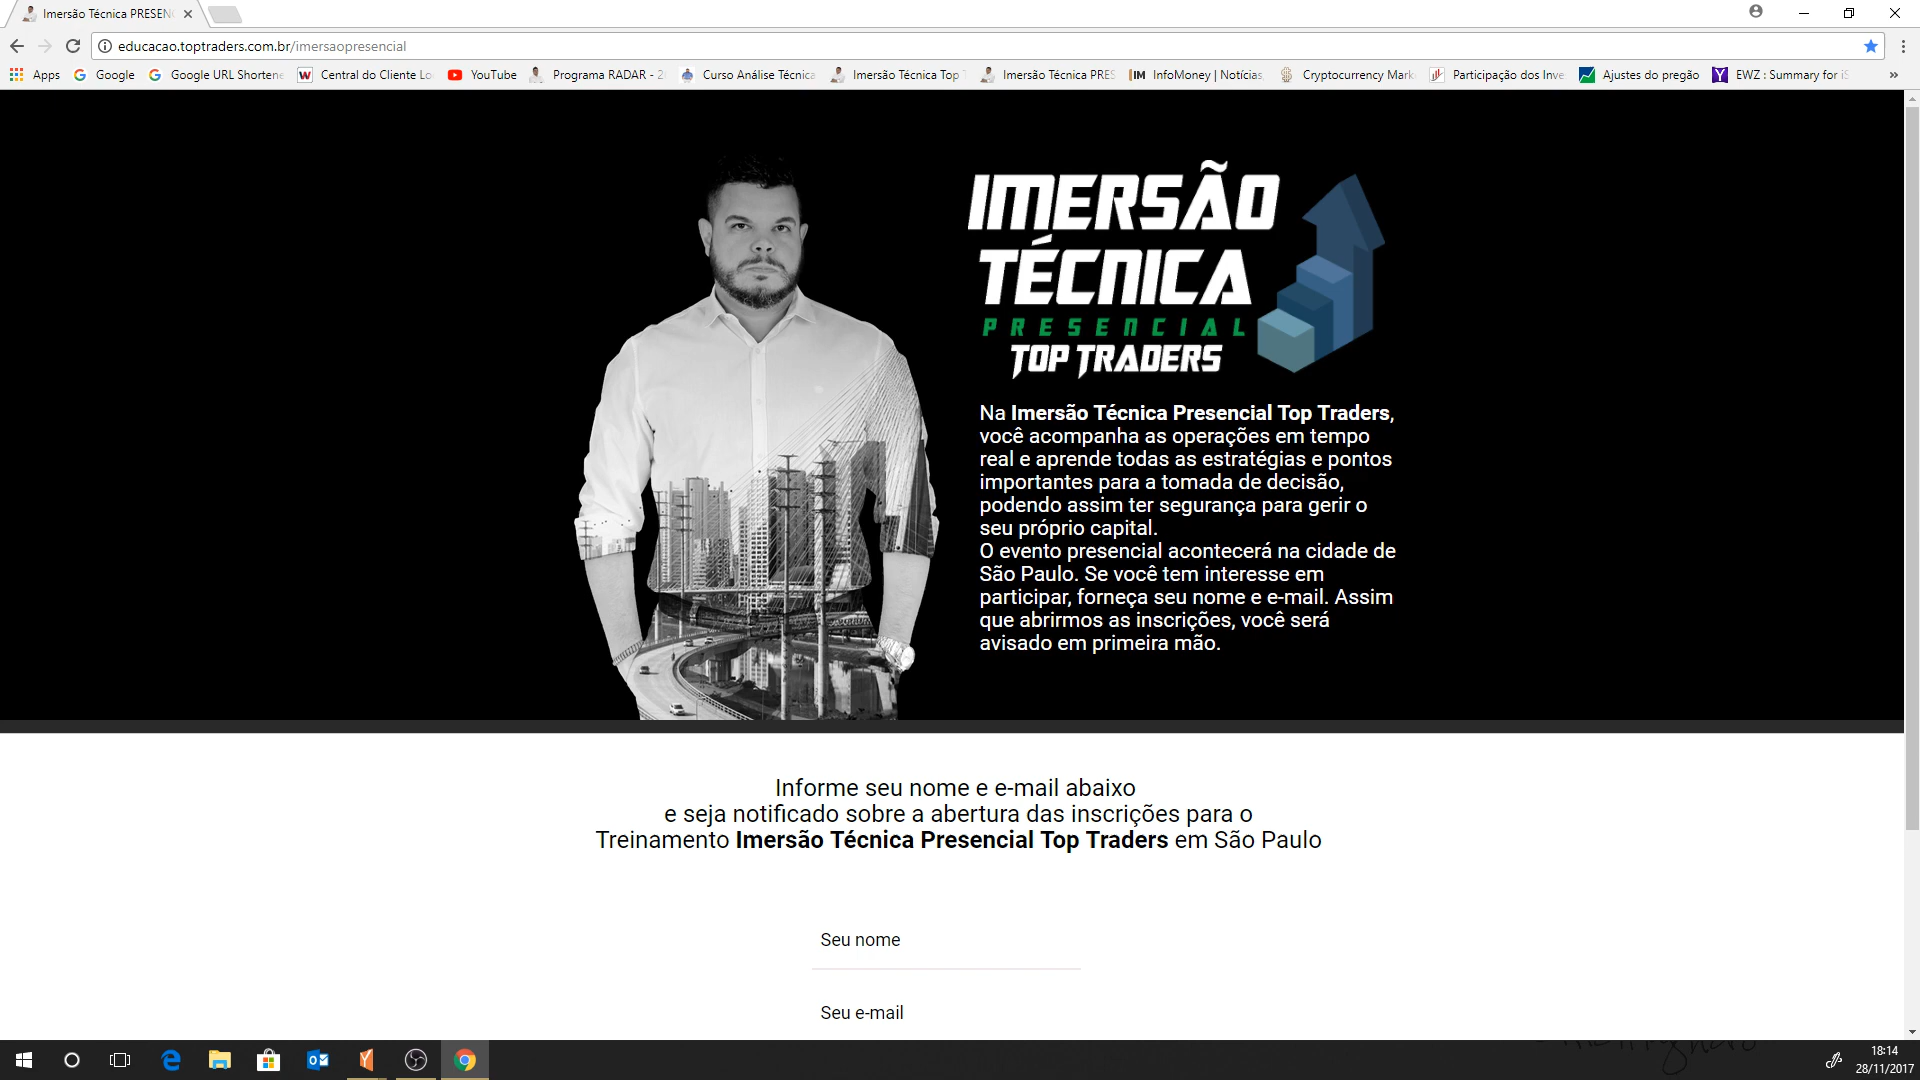 Imersão Técnica PRESEN
educacao.toptraders.com.br/imersaopresencial
Apps Google Google URL Shortene Central do Cliente Lo YouTube Programa RADAR - 2 Curso Análise Técnica Imersão Técnica Top Imersão Técnica PRES InfoMoney | Notícias, Cryptocurrency Mark Participação dos Inve Ajustes do pregão EWZ : Summary for iS »
IMERSÃO
TÉCNICA
PRESENCIAL
TOP TRADERS
Na Imersão Técnica Presencial Top Traders,
você acompanha as operações em tempo
real e aprende todas as estratégias e pontos
importantes para a tomada de decisão,
podendo assim ter segurança para gerir o
seu próprio capital.
O evento presencial acontecerá na cidade de
São Paulo. Se você tem interesse em
participar, forneça seu nome e e-mail. Assim
que abrirmos as inscrições, você será
avisado em primeira mão.
Informe seu nome e e-mail abaixo
e seja notificado sobre a abertura das inscrições para o
Treinamento Imersão Técnica Presencial Top Traders em São Paulo
Seu nome
Seu e-mail
18:14
28/11/2017